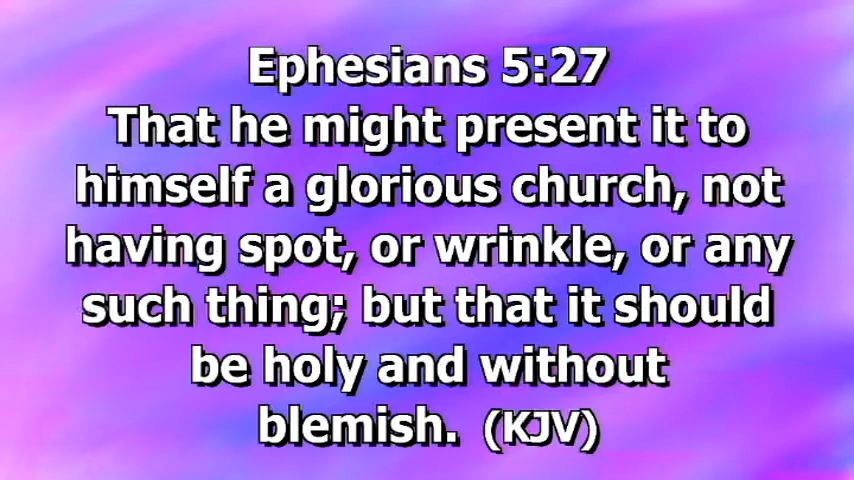 Ephesians 5:27
That he might present it to
himself a glorious church, not
having spot, or wrinkle, or any
such thing; but that it should
be holy and without
blemish. (KJV)